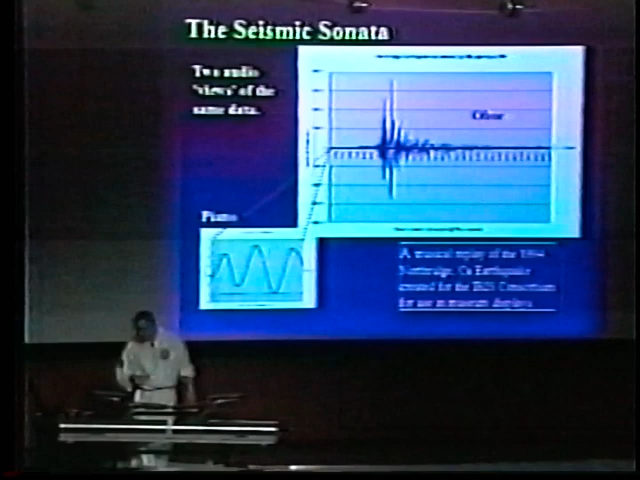 The Seismic Sonata
Two audio
'views' of the
same data.
Oboe
Piano
A musical replay of the 1994
Northridge, Ca Earthquake
created for the IRIS Consortium
for use in museum displays